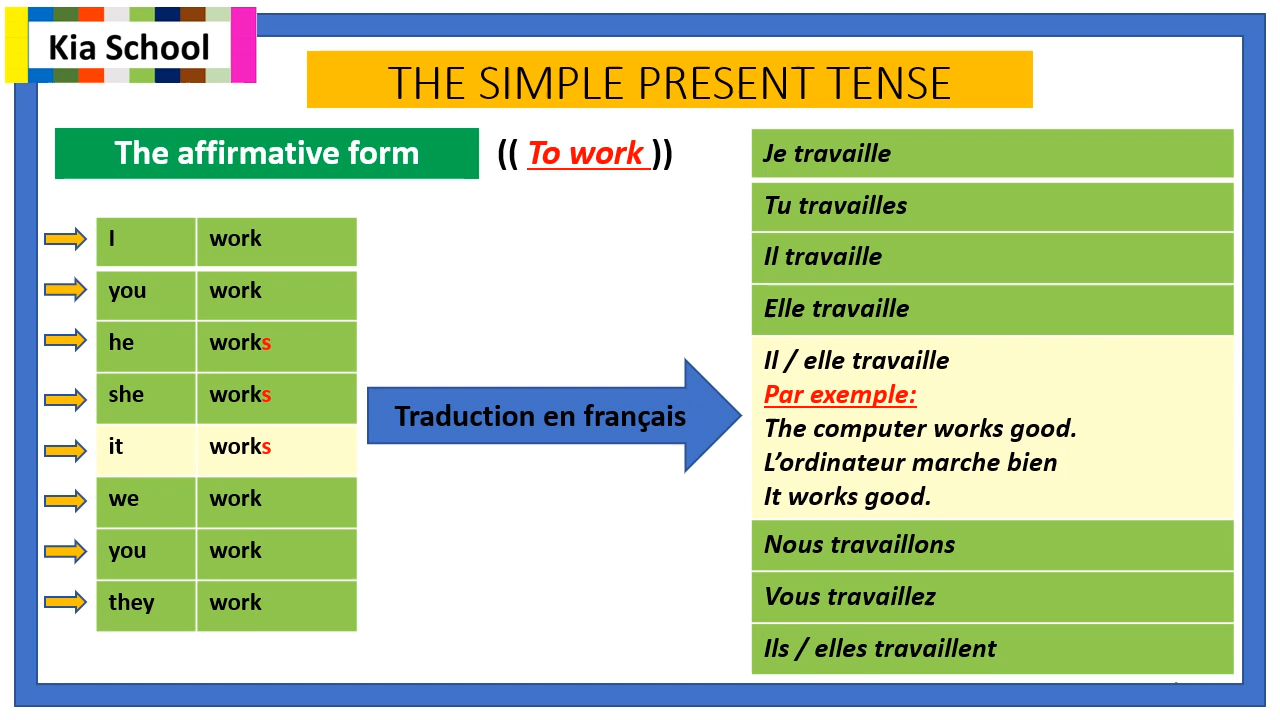 Kia School
THE SIMPLE PRESENT TENSE
The affirmative form
(( To work ))
I work
you work
he works
she works
it works
we work
you work
they work
Traduction en français
Je travaille
Tu travailles
Il travaille
Elle travaille
Il / elle travaille
Par exemple:
The computer works good.
L’ordinateur marche bien
It works good.
Nous travaillons
Vous travaillez
Ils / elles travaillent